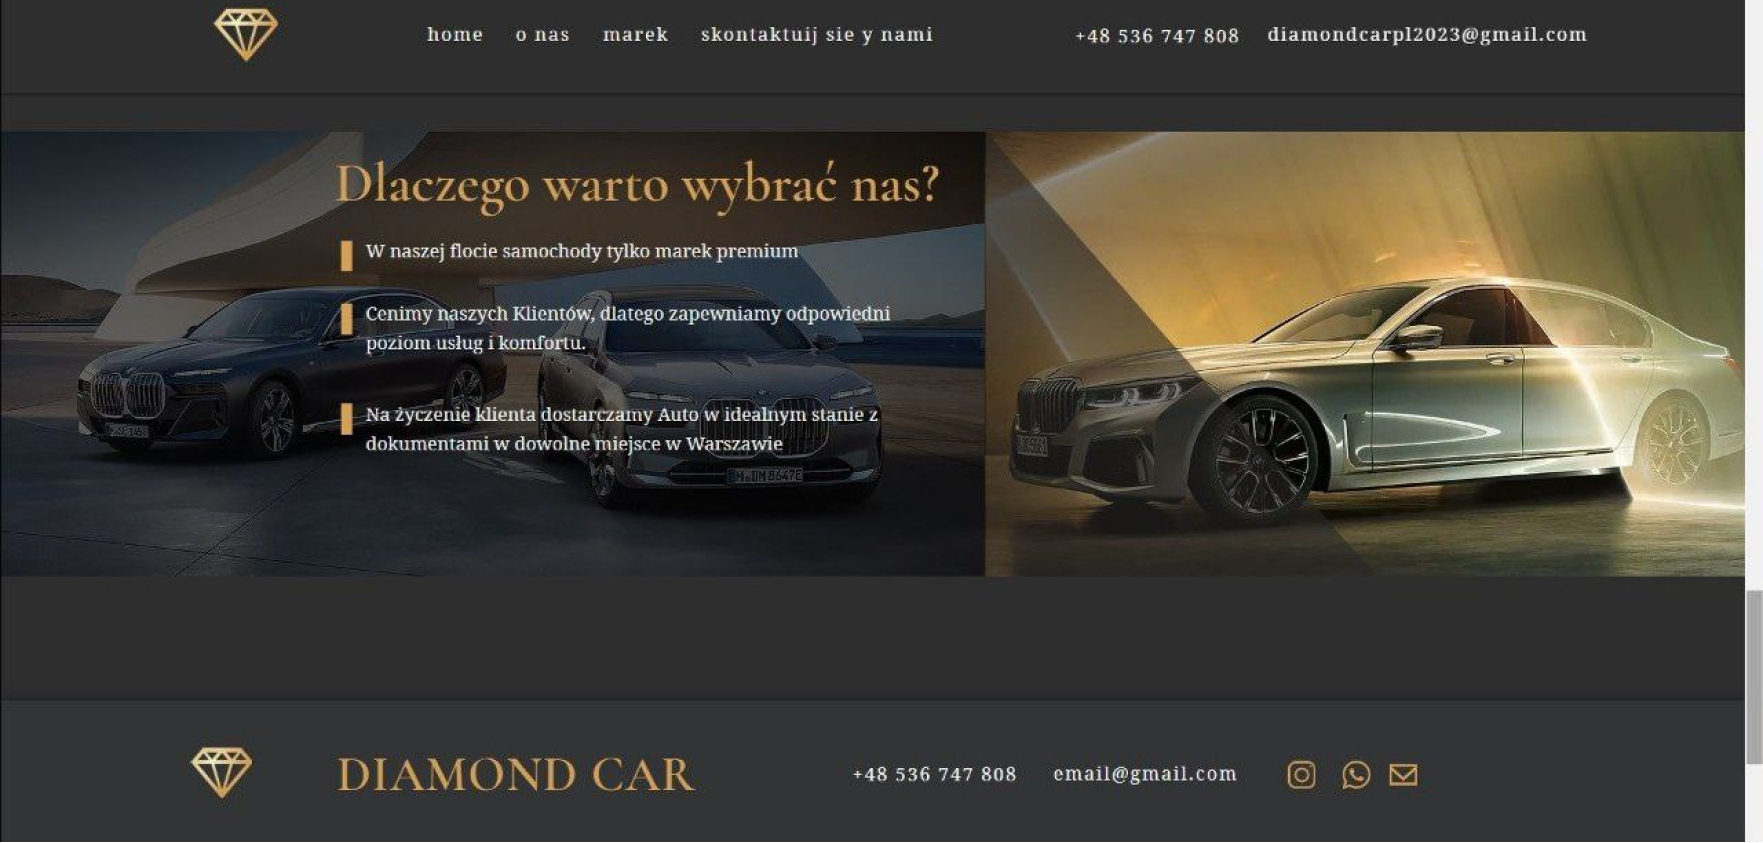 home o nas marek skontaktuij sie y nami +48 536 747 808 diamondcarpl2023@gmail.com
Dlaczego warto wybrać nas?
W naszej flocie samochody tylko marek premium
Cenimy naszych Klientów, dlatego zapewniamy odpowiedni
poziom usług i komfortu.
Na życzenie klienta dostarczamy Auto w idealnym stanie z
dokumentami w dowolne miejsce w Warszawie
DIAMOND CAR +48 536 747 808 email@gmail.com